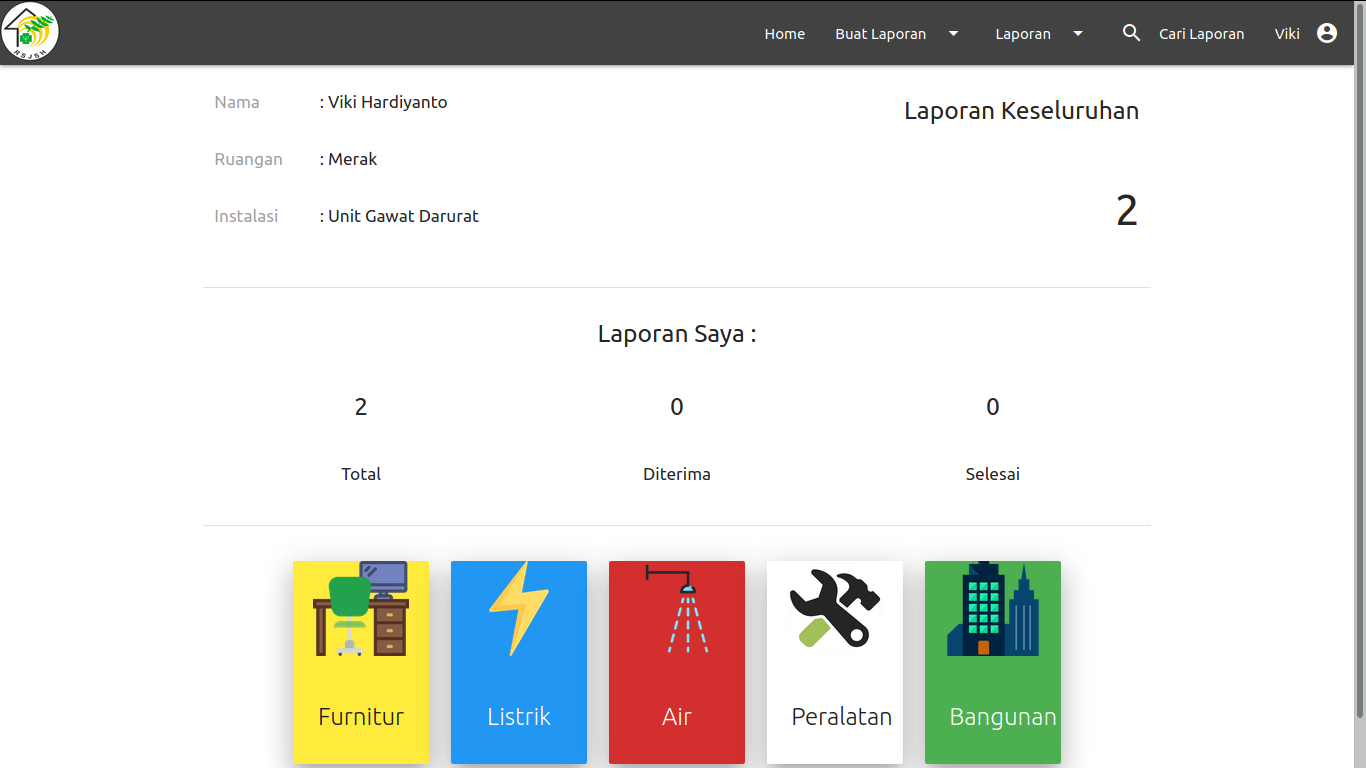 RSJSH
Home Buat Laporan Laporan Cari Laporan Viki
Nama : Viki Hardiyanto
Laporan Keseluruhan
Ruangan : Merak
2
Instalasi : Unit Gawat Darurat
Laporan Saya :
2 0 0
Total Diterima Selesai
Furnitur Listrik Air Peralatan Bangunan